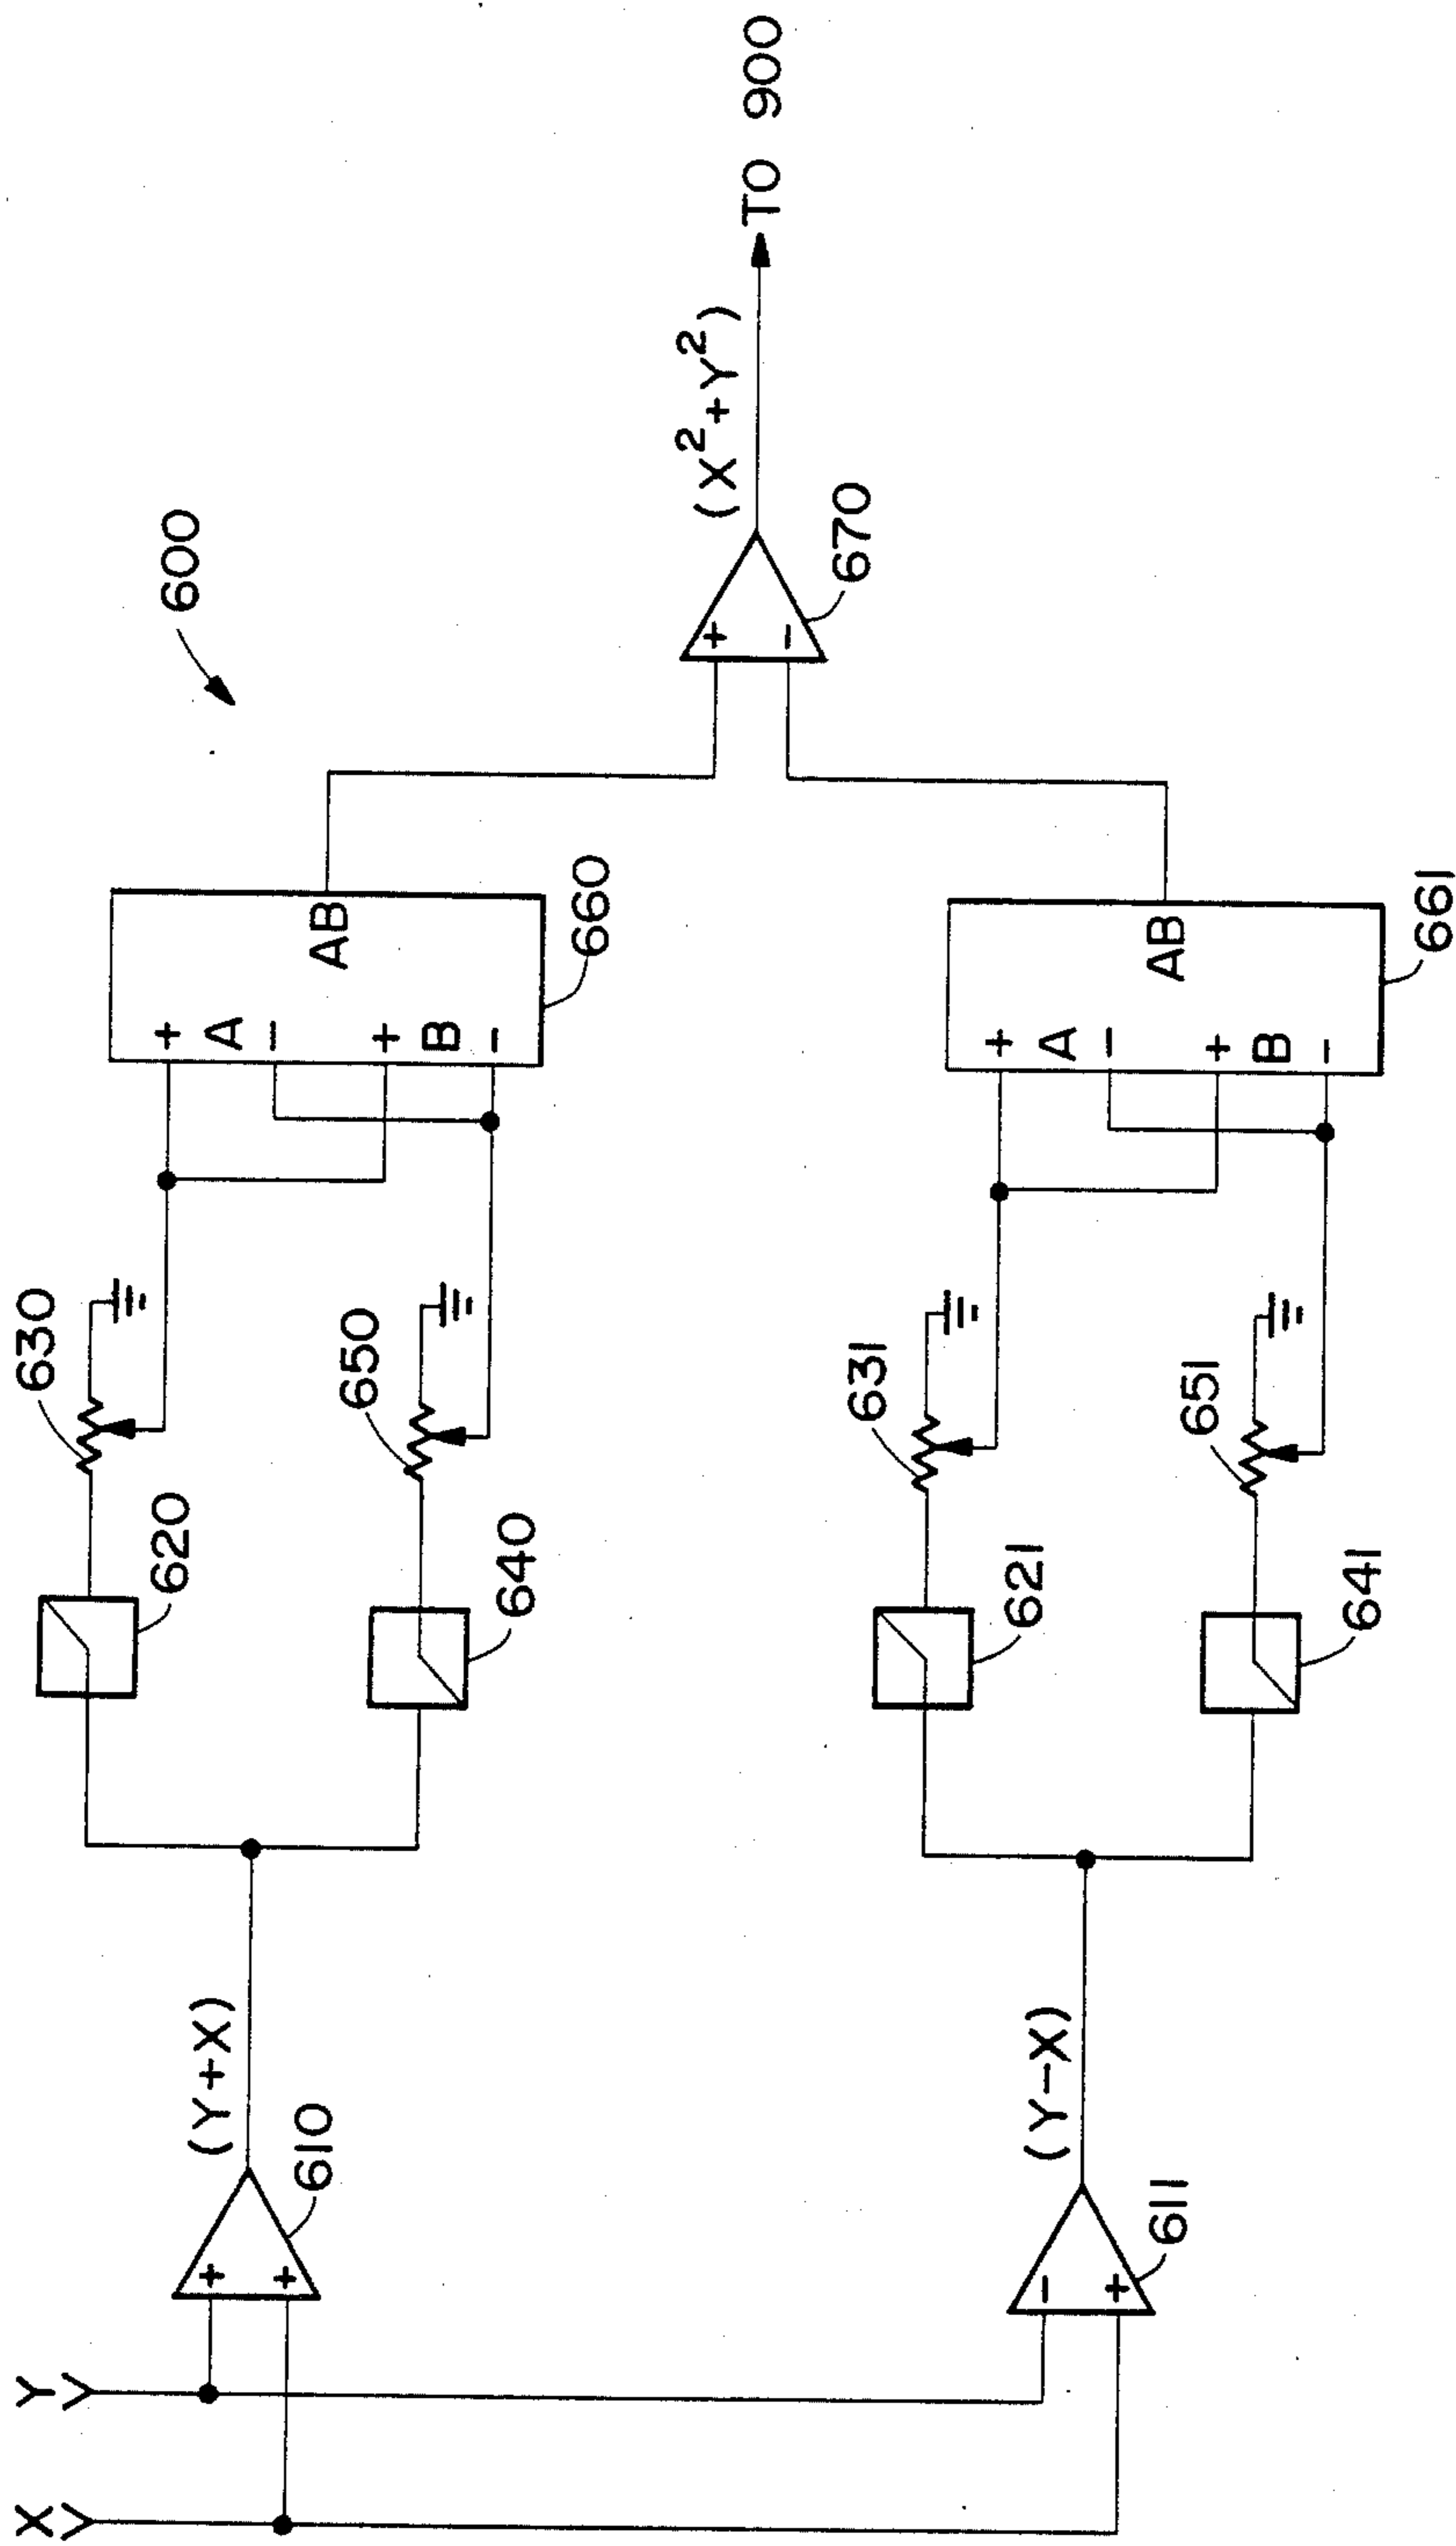 X
Y
600
+
+
610
(Y+X)
620
630
640
650
+
A
-
+
B
-
AB
660
-
+
611
(Y-X)
621
631
641
651
+
A
-
+
B
-
AB
661
+
-
670
(X²+Y²)
TO 900